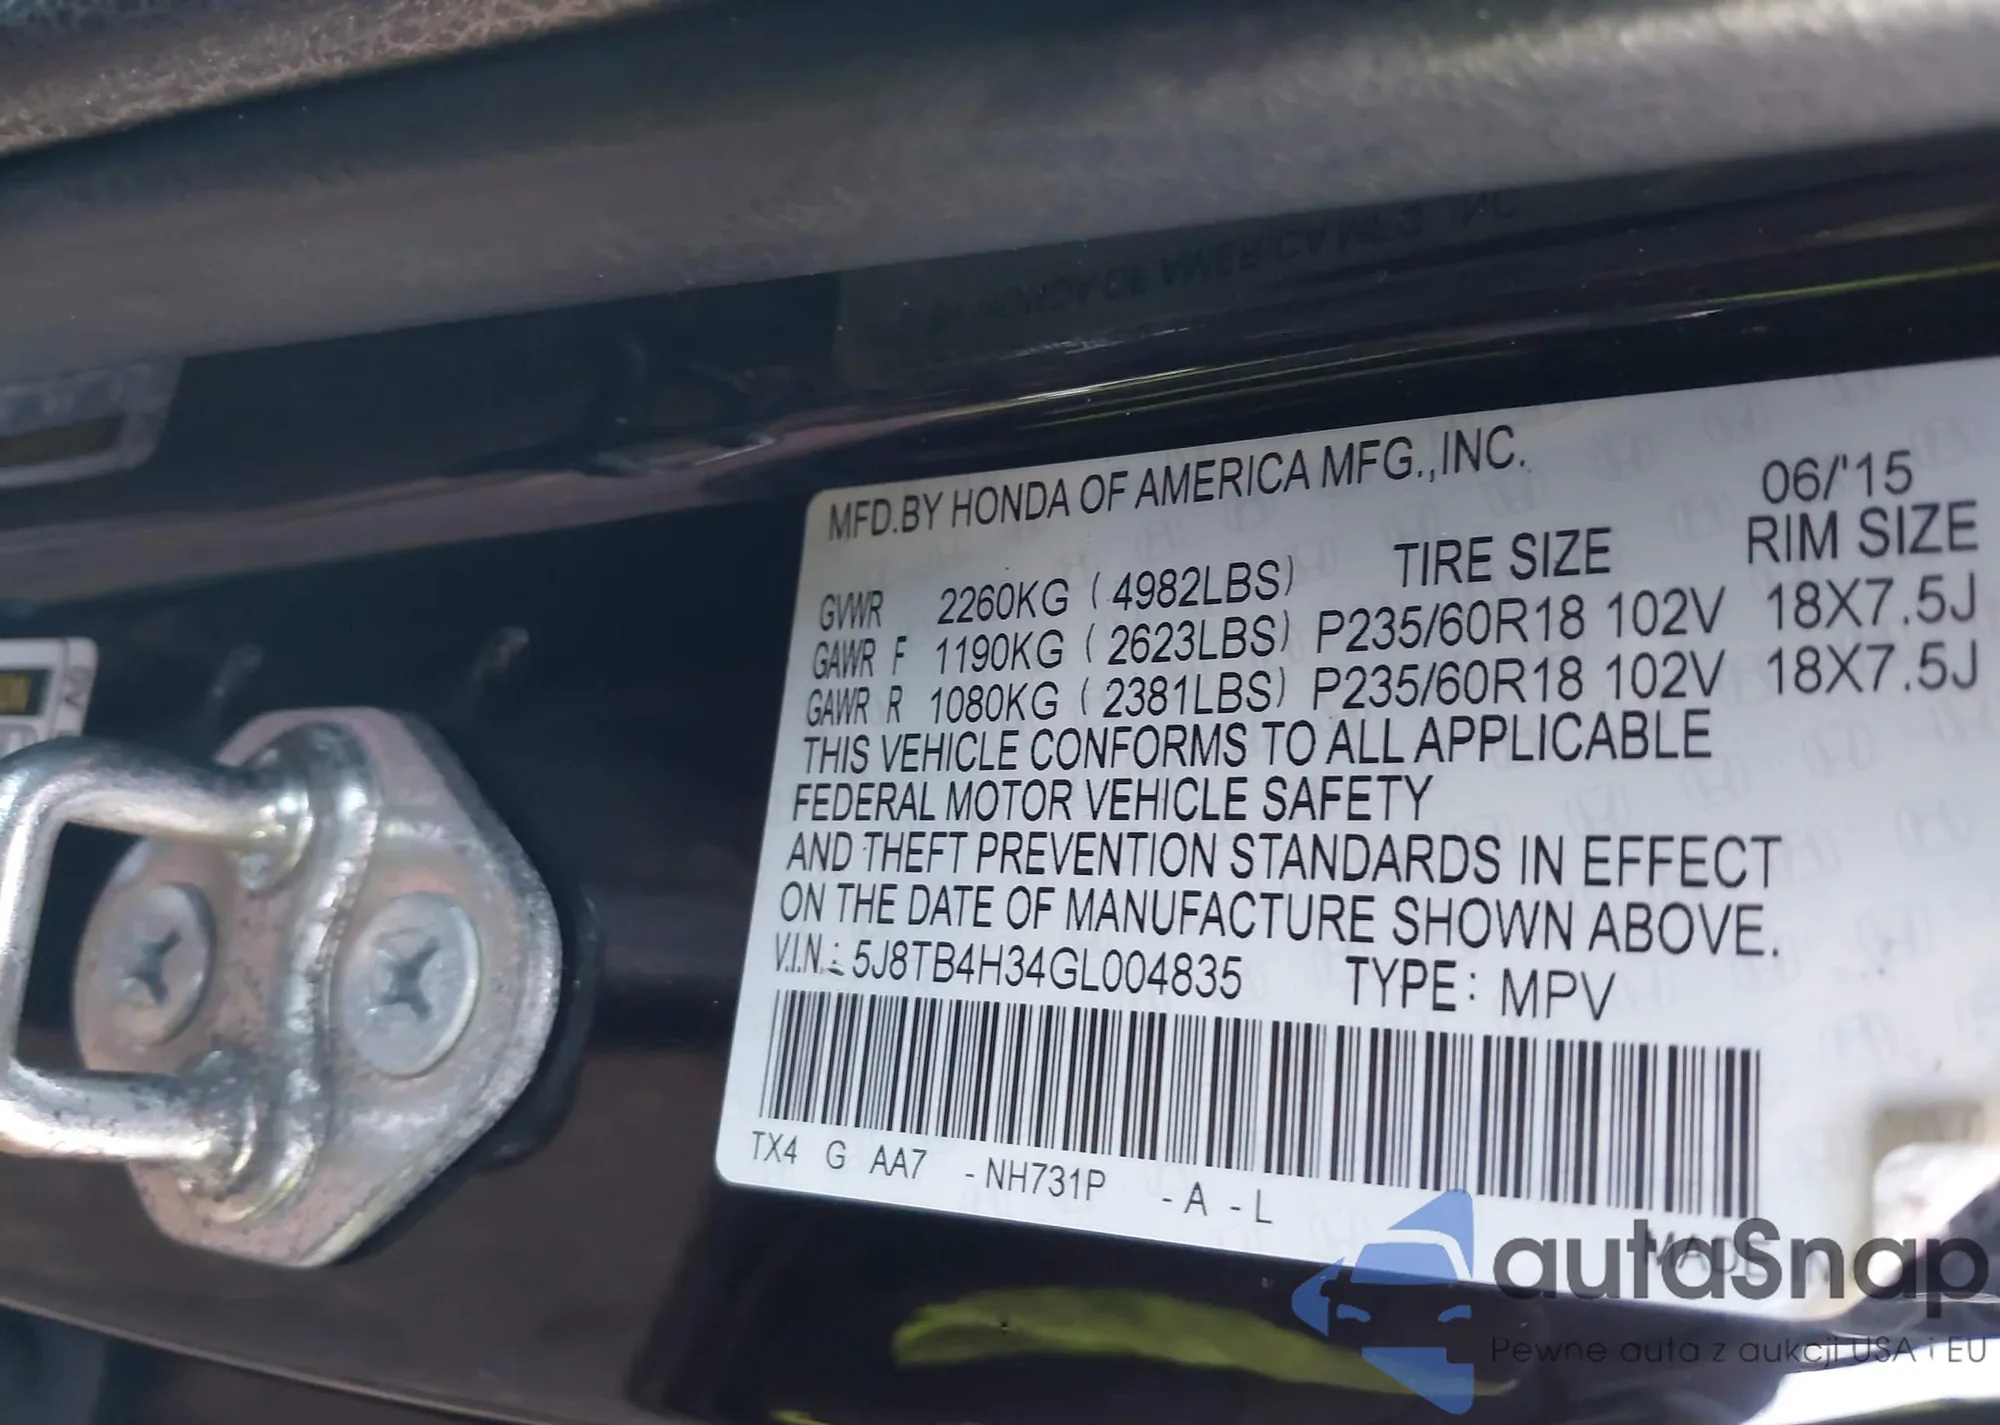 MFD.BY HONDA OF AMERICA MFG.,INC. 06/'15
TIRE SIZE RIM SIZE
GVWR 2260KG ( 4982LBS)
GAWR F 1190KG ( 2623LBS) P235/60R18 102V 18X7.5J
GAWR R 1080KG ( 2381LBS) P235/60R18 102V 18X7.5J
THIS VEHICLE CONFORMS TO ALL APPLICABLE
FEDERAL MOTOR VEHICLE SAFETY
AND THEFT PREVENTION STANDARDS IN EFFECT
ON THE DATE OF MANUFACTURE SHOWN ABOVE.
V.I.N.: 5J8TB4H34GL004835 TYPE: MPV
TX4 G AA7 -NH731P -A -L
MADE IN
autaSnap
Pewne auta z aukcji USA i EU